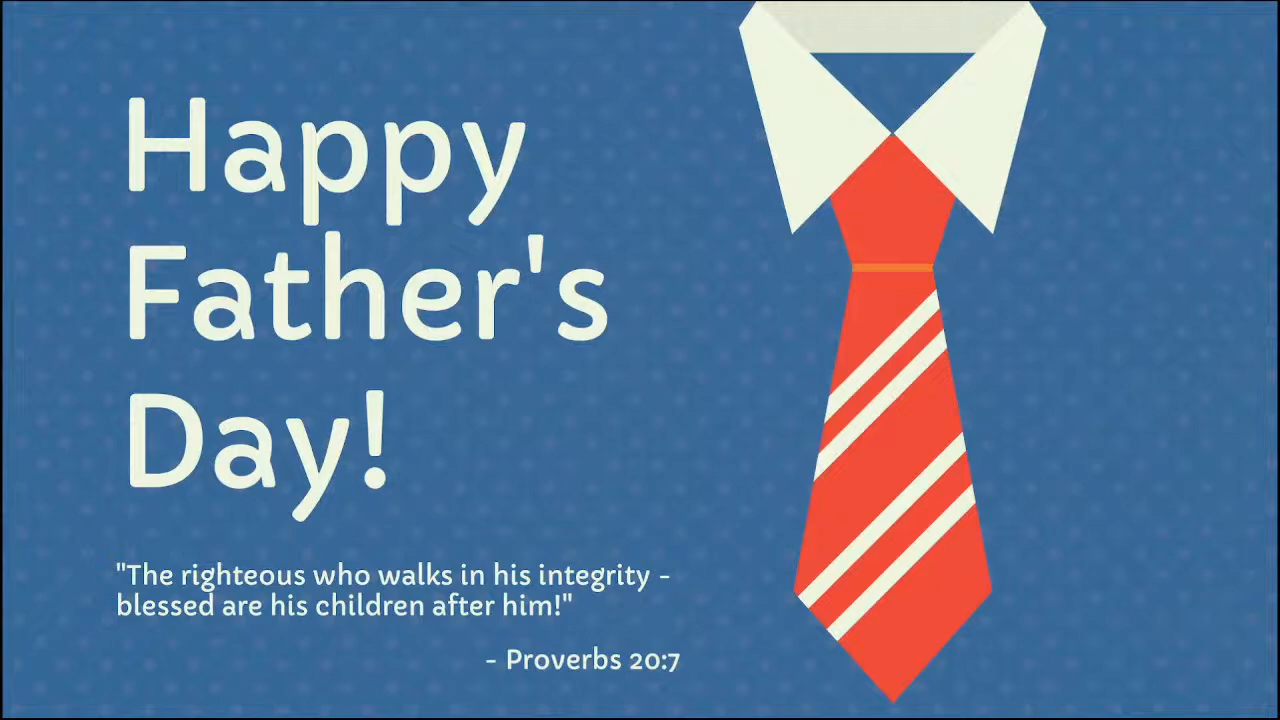 Happy
Father's
Day!
"The righteous who walks in his integrity -
blessed are his children after him!"
- Proverbs 20:7